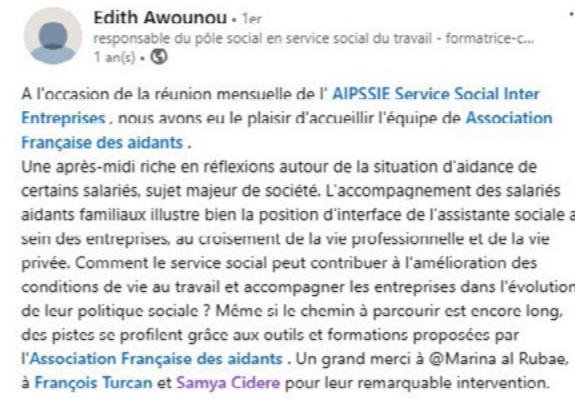 Edith Awounou • 1er
responsable du pôle social en service social du travail - formatrice-c...
1 an(s) •
A l'occasion de la réunion mensuelle de l' AIPSSIE Service Social Inter
Entreprises , nous avons eu le plaisir d'accueillir l'équipe de Association
Française des aidants .
Une après-midi riche en réflexions autour de la situation d'aidance de
certains salariés, sujet majeur de société. L'accompagnement des salariés
aidants familiaux illustre bien la position d'interface de l'assistante sociale a
sein des entreprises, au croisement de la vie professionnelle et de la vie
privée. Comment le service social peut contribuer à l'amélioration des
conditions de vie au travail et accompagner les entreprises dans l'évolution
de leur politique sociale ? Même si le chemin à parcourir est encore long,
des pistes se profilent grâce aux outils et formations proposées par
l'Association Française des aidants . Un grand merci à @Marina al Rubae,
à François Turcan et Samya Cidere pour leur remarquable intervention.